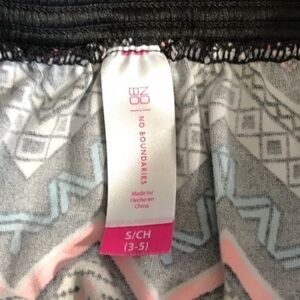 NO
BO
NO BOUNDARIES
Made in/
Hecho en
China
S/CH
(3-5)